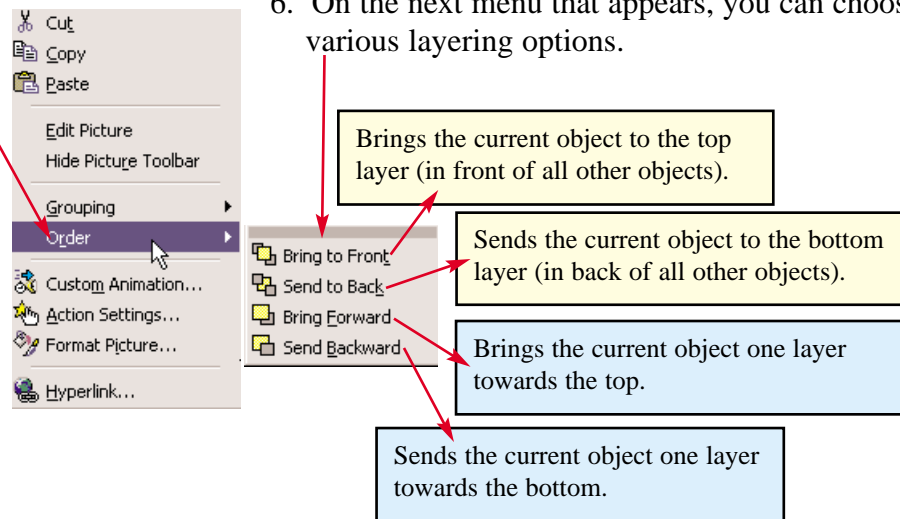 6. On the next menu that appears, you can choos
various layering options.
Cut
Copy
Paste
Edit Picture
Hide Picture Toolbar
Grouping
Order
Custom Animation...
Action Settings...
Format Picture...
Hyperlink...
Bring to Front
Send to Back
Bring Forward
Send Backward
Brings the current object to the top
layer (in front of all other objects).
Sends the current object to the bottom
layer (in back of all other objects).
Brings the current object one layer
towards the top.
Sends the current object one layer
towards the bottom.